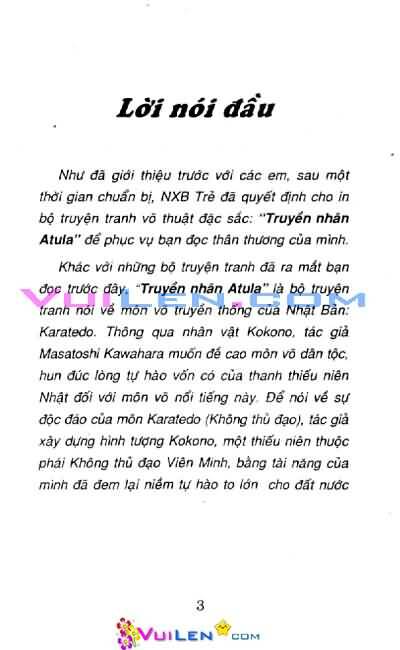 Lời nói đầu
Như đã giới thiệu trước với các em, sau một
thời gian chuẩn bị, NXB Trẻ đã quyết định cho in
bộ truyện tranh võ thuật đặc sắc: "Truyền nhân
Atula" để phục vụ bạn đọc thân thương của mình.
Khác với những bộ truyện tranh đã ra mắt bạn
đọc trước đây, "Truyền nhân Atula" là bộ truyện
VUILEN.COM
tranh nói về môn võ truyền thống của Nhật Bản:
Karatedo. Thông qua nhân vật Kokono, tác giả
Masatoshi Kawahara muốn đề cao môn võ dân tộc,
hun đúc lòng tự hào vốn có của thanh thiếu niên
Nhật đối với môn võ nổi tiếng này. Để nói về sự
độc đáo của môn Karatedo (Không thủ đạo), tác giả
xây dựng hình tượng Kokono, một thiếu niên thuộc
phái Không thủ đạo Viên Minh, bằng tài năng của
mình đã đem lại niềm tự hào to lớn cho đất nước
3
VUILEN.COM